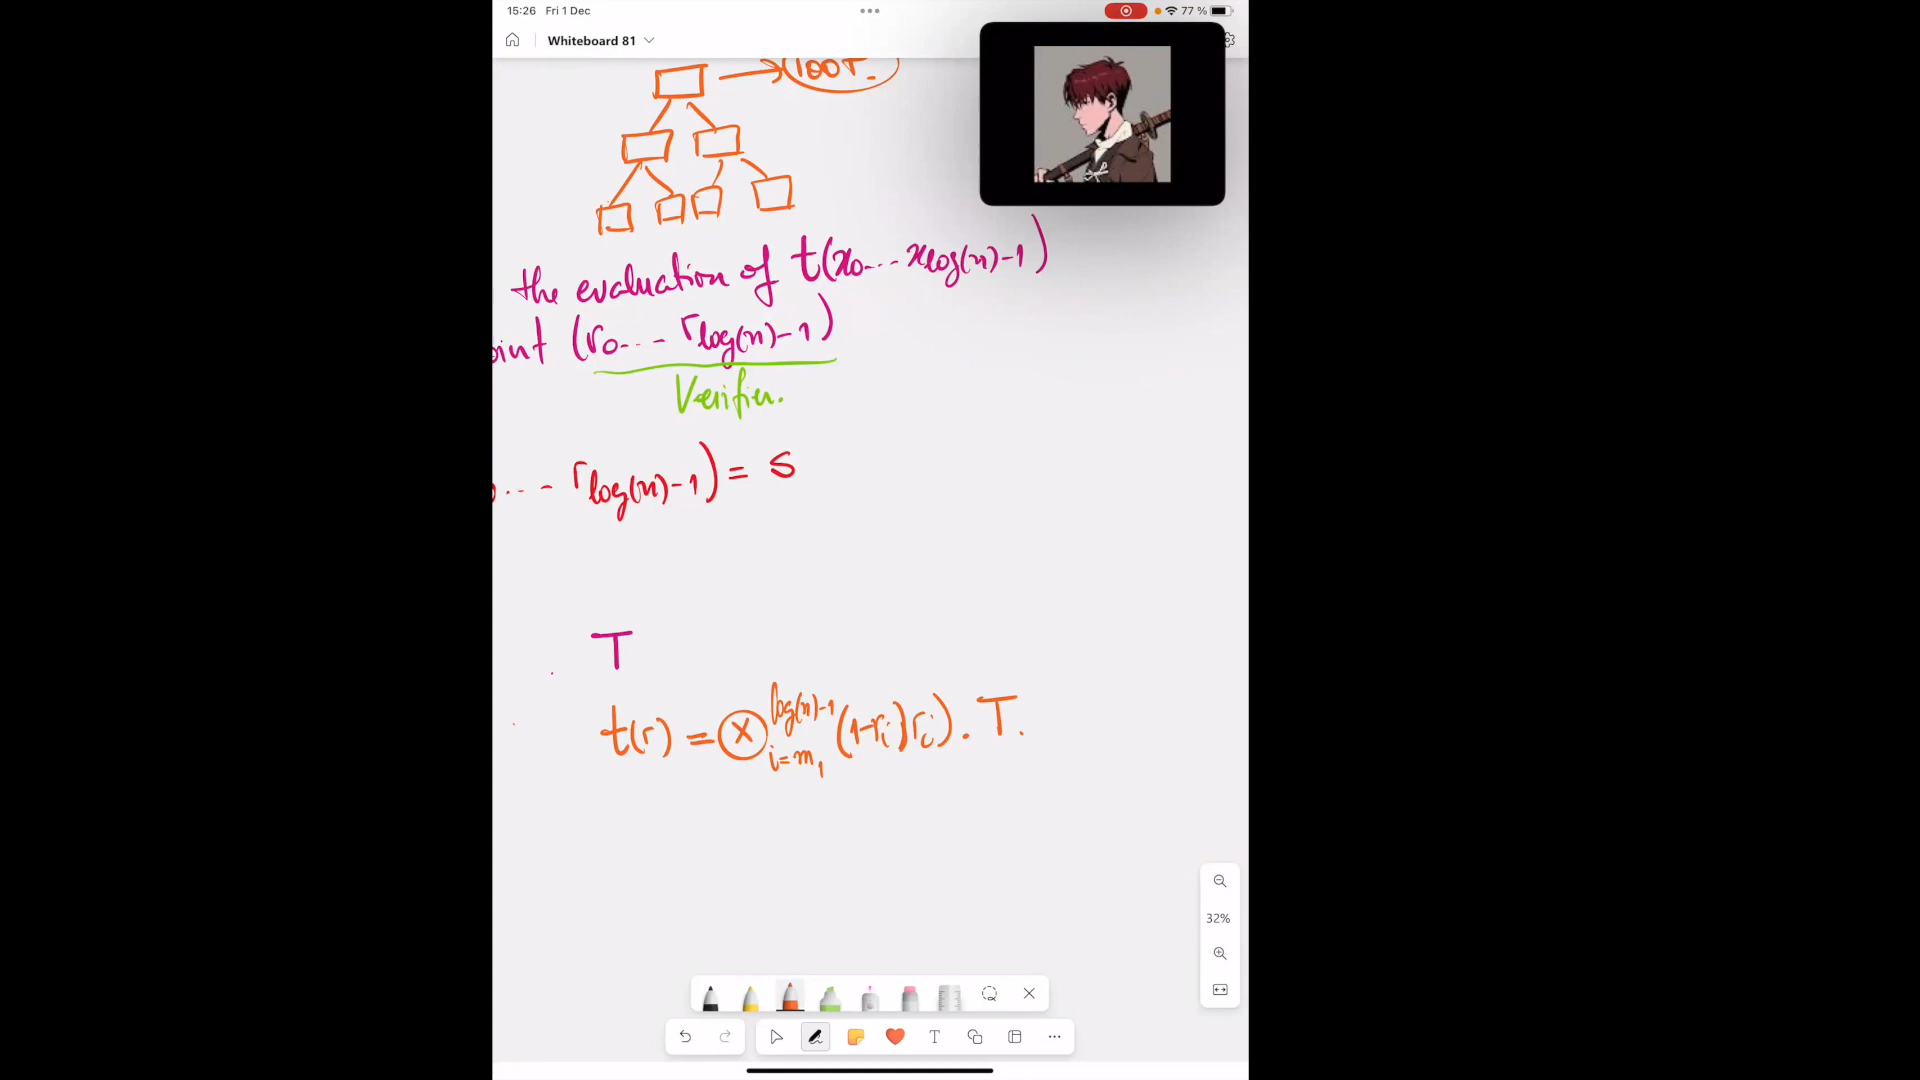 15:26 Fri 1 Dec
77 %
Whiteboard 81
root.
the evaluation of t(x0... xlog(n)-1)
oint (r0... - rlog(n)-1)
Verifier.
... - rlog(n)-1) = s
T
t(r) = ⊗ log(n)-1 i=m1 (1-ri)ri) . T.
32%
T